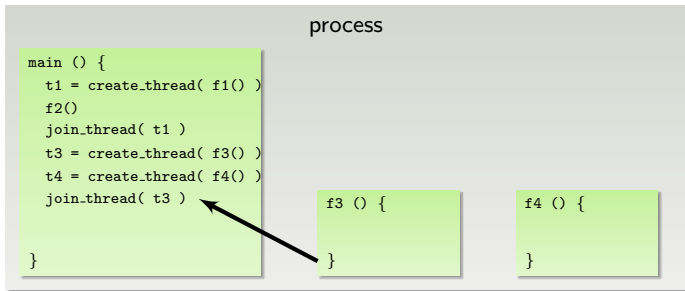 process
main () {
t1 = create_thread( f1() )
f2()
join_thread( t1 )
t3 = create_thread( f3() )
t4 = create_thread( f4() )
join_thread( t3 )
}
f3 () {
}
f4 () {
}